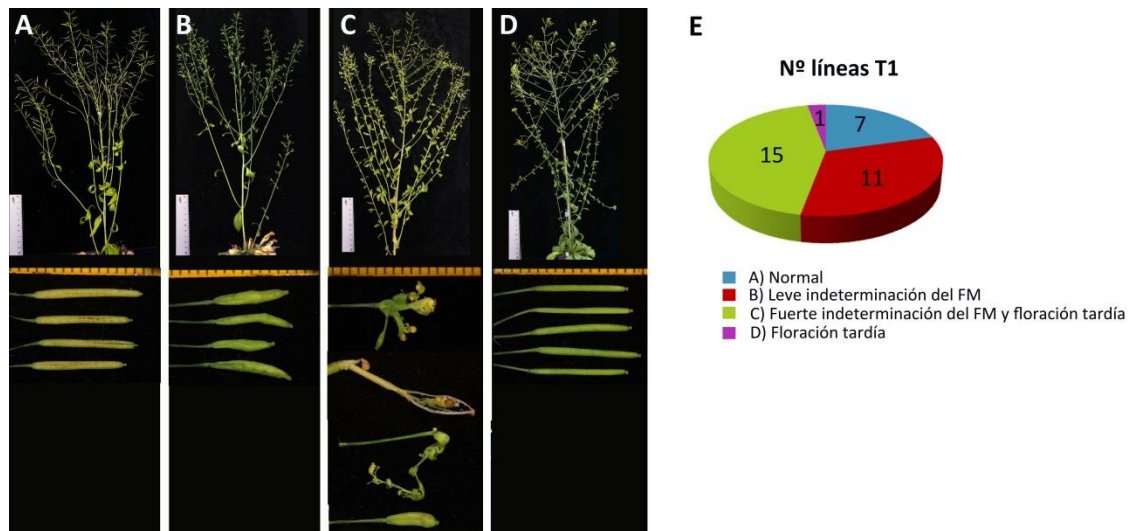 A
B
C
D
E
Nº líneas T1
1
7
15
11
A) Normal
B) Leve indeterminación del FM
C) Fuerte indeterminación del FM y floración tardía
D) Floración tardía